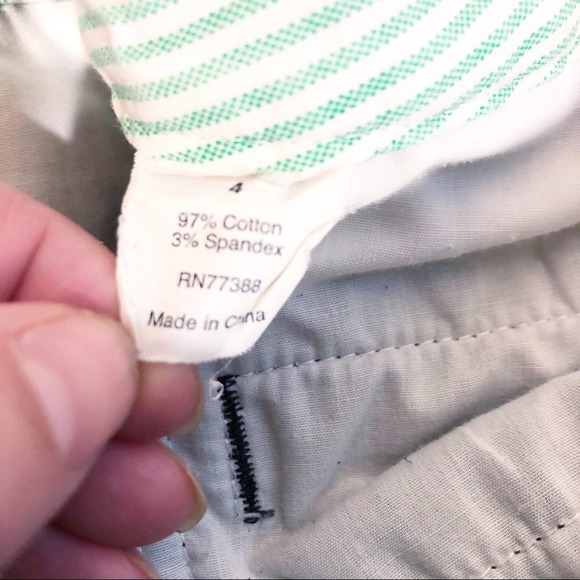 4
97% Cotton
3% Spandex
RN77388
Made in China